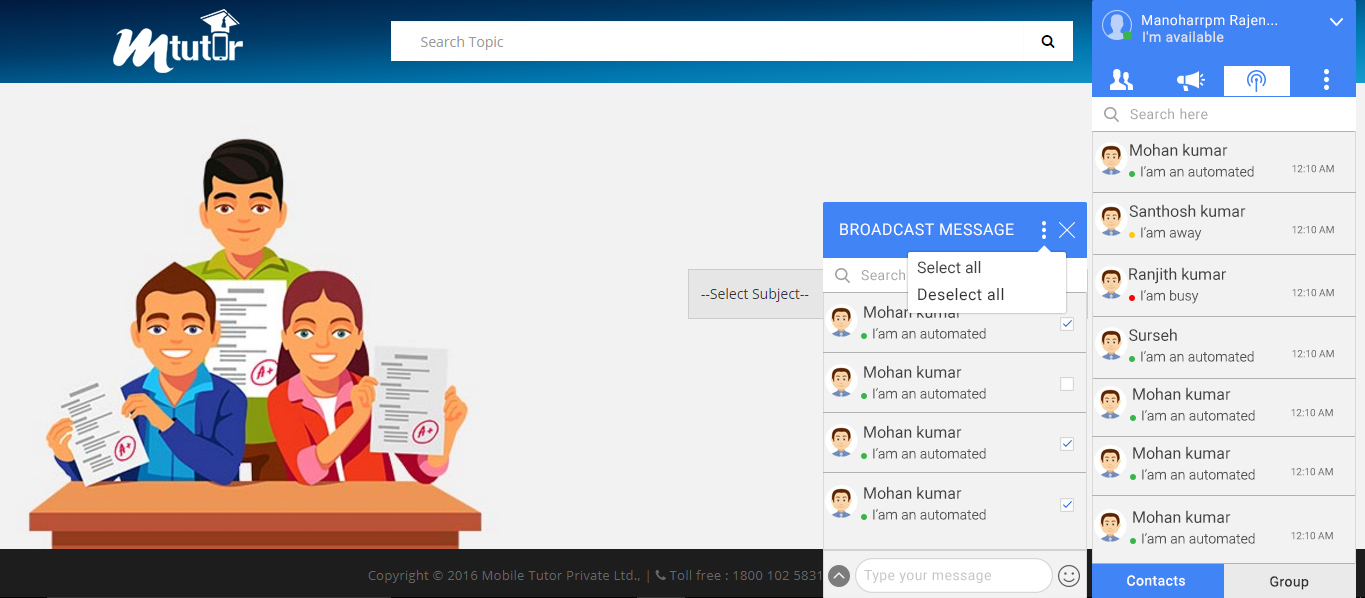 Mtutor
Search Topic
Manoharrpm Rajen...
I'm available
Search here
Mohan kumar
I'am an automated
12:10 AM
Santhosh kumar
I'am away
12:10 AM
Ranjith kumar
I'am busy
12:10 AM
Surseh
I'am an automated
12:10 AM
Mohan kumar
I'am an automated
12:10 AM
Mohan kumar
I'am an automated
12:10 AM
Mohan kumar
I'am an automated
12:10 AM
Contacts
Group
BROADCAST MESSAGE
Select all
Deselect all
Search
Mohan kumar
I'am an automated
Mohan kumar
I'am an automated
Mohan kumar
I'am an automated
Mohan kumar
I'am an automated
Type your message
--Select Subject--
A+
A+
A+
Copyright © 2016 Mobile Tutor Private Ltd., | Toll free : 1800 102 5831